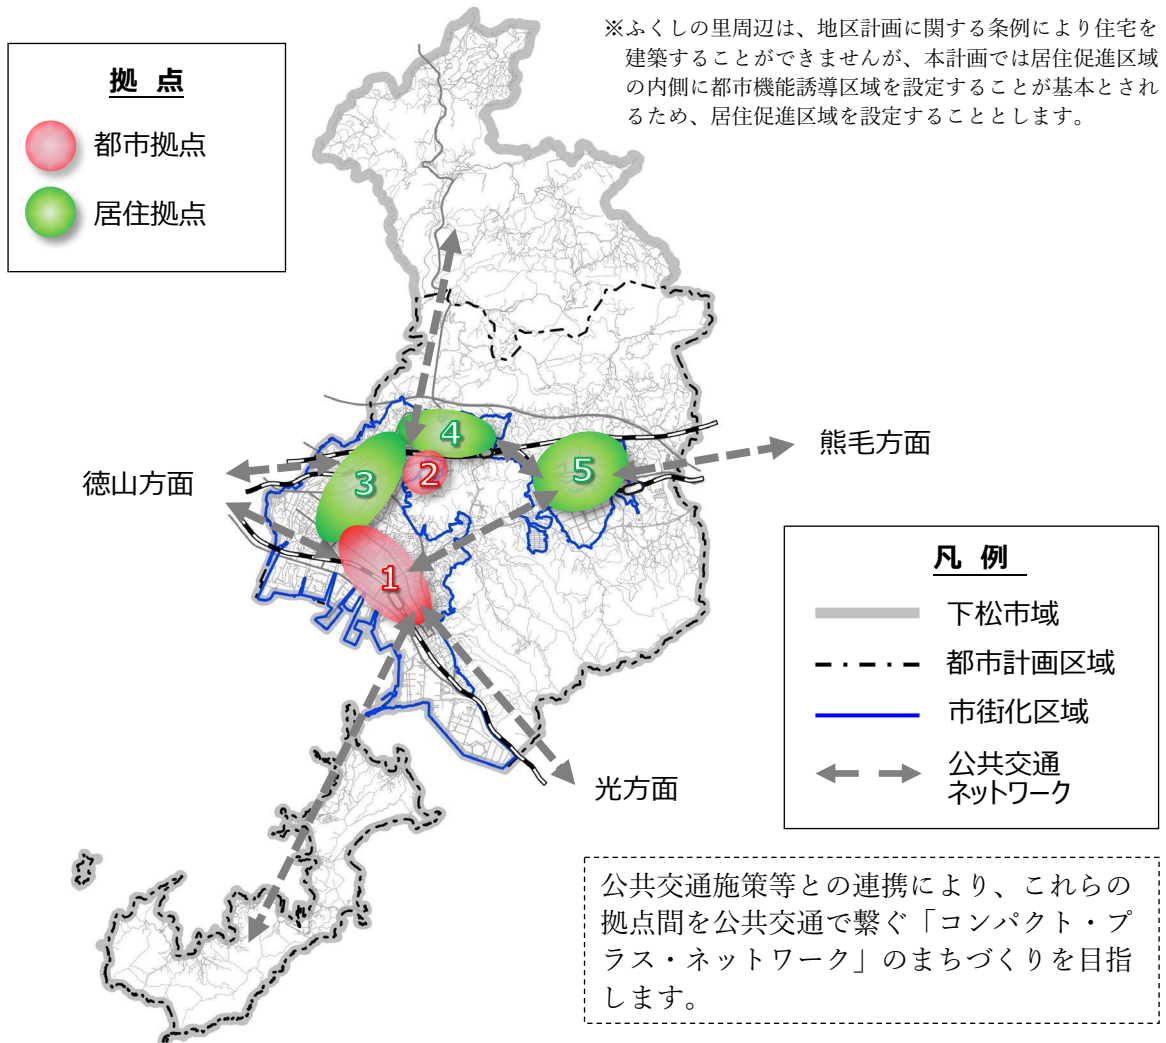 ※ふくしの里周辺は、地区計画に関する条例により住宅を
建築することができませんが、本計画では居住促進区域
の内側に都市機能誘導区域を設定することが基本とされ
るため、居住促進区域を設定することとします。
拠 点
都市拠点
居住拠点
4
2
3
5
1
徳山方面
熊毛方面
光方面
凡 例
下松市域
都市計画区域
市街化区域
公共交通
ネットワーク
公共交通施策等との連携により、これらの
拠点間を公共交通で繋ぐ「コンパクト・プ
ラス・ネットワーク」のまちづくりを目指
します。